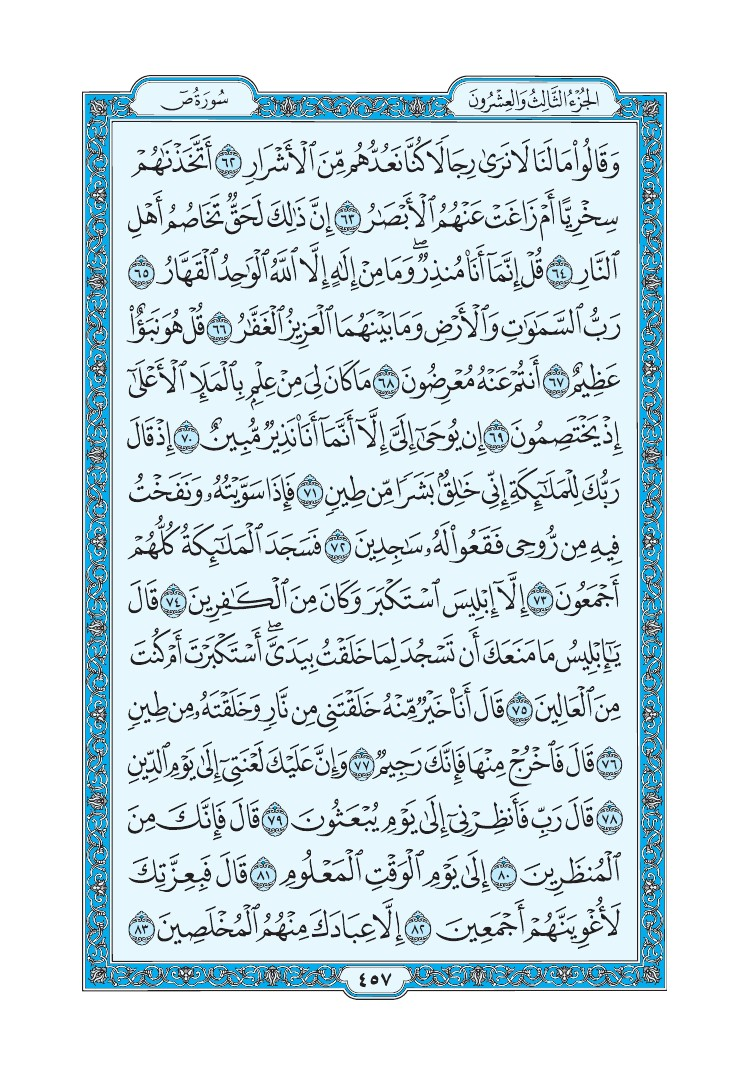 الجُزْءُ الثَّالِثُ وَالعِشْرُونَ
سُورَةُ صٓ
وَقَالُواْ مَا لَنَا لَا نَرَىٰ رِجَالٗا كُنَّا نَعُدُّهُم مِّنَ ٱلۡأَشۡرَارِ ٦٢ أَتَّخَذۡنَٰهُمۡ
سِخۡرِيًّا أَمۡ زَاغَتۡ عَنۡهُمُ ٱلۡأَبۡصَٰرُ ٦٣ إِنَّ ذَٰلِكَ لَحَقّٞ تَخَاصُمُ أَهۡلِ
ٱلنَّارِ ٦٤ قُلۡ إِنَّمَآ أَنَا۠ مُنذِرٞۖ وَمَا مِنۡ إِلَٰهٍ إِلَّا ٱللَّهُ ٱلۡوَٰحِدُ ٱلۡقَهَّارُ ٦٥
رَبُّ ٱلسَّمَٰوَٰتِ وَٱلۡأَرۡضِ وَمَا بَيۡنَهُمَا ٱلۡعَزِيزُ ٱلۡغَفَّٰرُ ٦٦ قُلۡ هُوَ نَبَؤٌاْ
عَظِيمٌ ٦٧ أَنتُمۡ عَنۡهُ مُعۡرِضُونَ ٦٨ مَا كَانَ لِيَ مِنۡ عِلۡمِۭ بِٱلۡمَلَإِ ٱلۡأَعۡلَىٰٓ
إِذۡ يَخۡتَصِمُونَ ٦٩ إِن يُوحَىٰٓ إِلَيَّ إِلَّآ أَنَّمَآ أَنَا۠ نَذِيرٞ مُّبِينٌ ٧٠ إِذۡ قَالَ
رَبُّكَ لِلۡمَلَٰٓئِكَةِ إِنِّي خَٰلِقُۢ بَشَرٗا مِّن طِينٖ ٧١ فَإِذَا سَوَّيۡتُهُۥ وَنَفَخۡتُ
فِيهِ مِن رُّوحِي فَقَعُواْ لَهُۥ سَٰجِدِينَ ٧٢ فَسَجَدَ ٱلۡمَلَٰٓئِكَةُ كُلُّهُمۡ
أَجۡمَعُونَ ٧٣ إِلَّآ إِبۡلِيسَ ٱسۡتَكۡبَرَ وَكَانَ مِنَ ٱلۡكَٰفِرِينَ ٧٤ قَالَ
يَٰٓإِبۡلِيسُ مَا مَنَعَكَ أَن تَسۡجُدَ لِمَا خَلَقۡتُ بِيَدَيَّۖ أَسۡتَكۡبَرۡتَ أَمۡ كُنتَ
مِنَ ٱلۡعَالِينَ ٧٥ قَالَ أَنَا۠ خَيۡرٞ مِّنۡهُ خَلَقۡتَنِي مِن نَّارٖ وَخَلَقۡتَهُۥ مِن طِينٖ
٧٦ قَالَ فَٱخۡرُجۡ مِنۡهَا فَإِنَّكَ رَجِيمٞ ٧٧ وَإِنَّ عَلَيۡكَ لَعۡنَتِيٓ إِلَىٰ يَوۡمِ ٱلدِّينِ
٧٨ قَالَ رَبِّ فَأَنظِرۡنِيٓ إِلَىٰ يَوۡمِ يُبۡعَثُونَ ٧٩ قَالَ فَإِنَّكَ مِنَ
ٱلۡمُنظَرِينَ ٨٠ إِلَىٰ يَوۡمِ ٱلۡوَقۡتِ ٱلۡمَعۡلُومِ ٨١ قَالَ فَبِعِزَّتِكَ
لَأُغۡوِيَنَّهُمۡ أَجۡمَعِينَ ٨٢ إِلَّا عِبَادَكَ مِنۡهُمُ ٱلۡمُخۡلَصِينَ ٨٣
٤٥٧